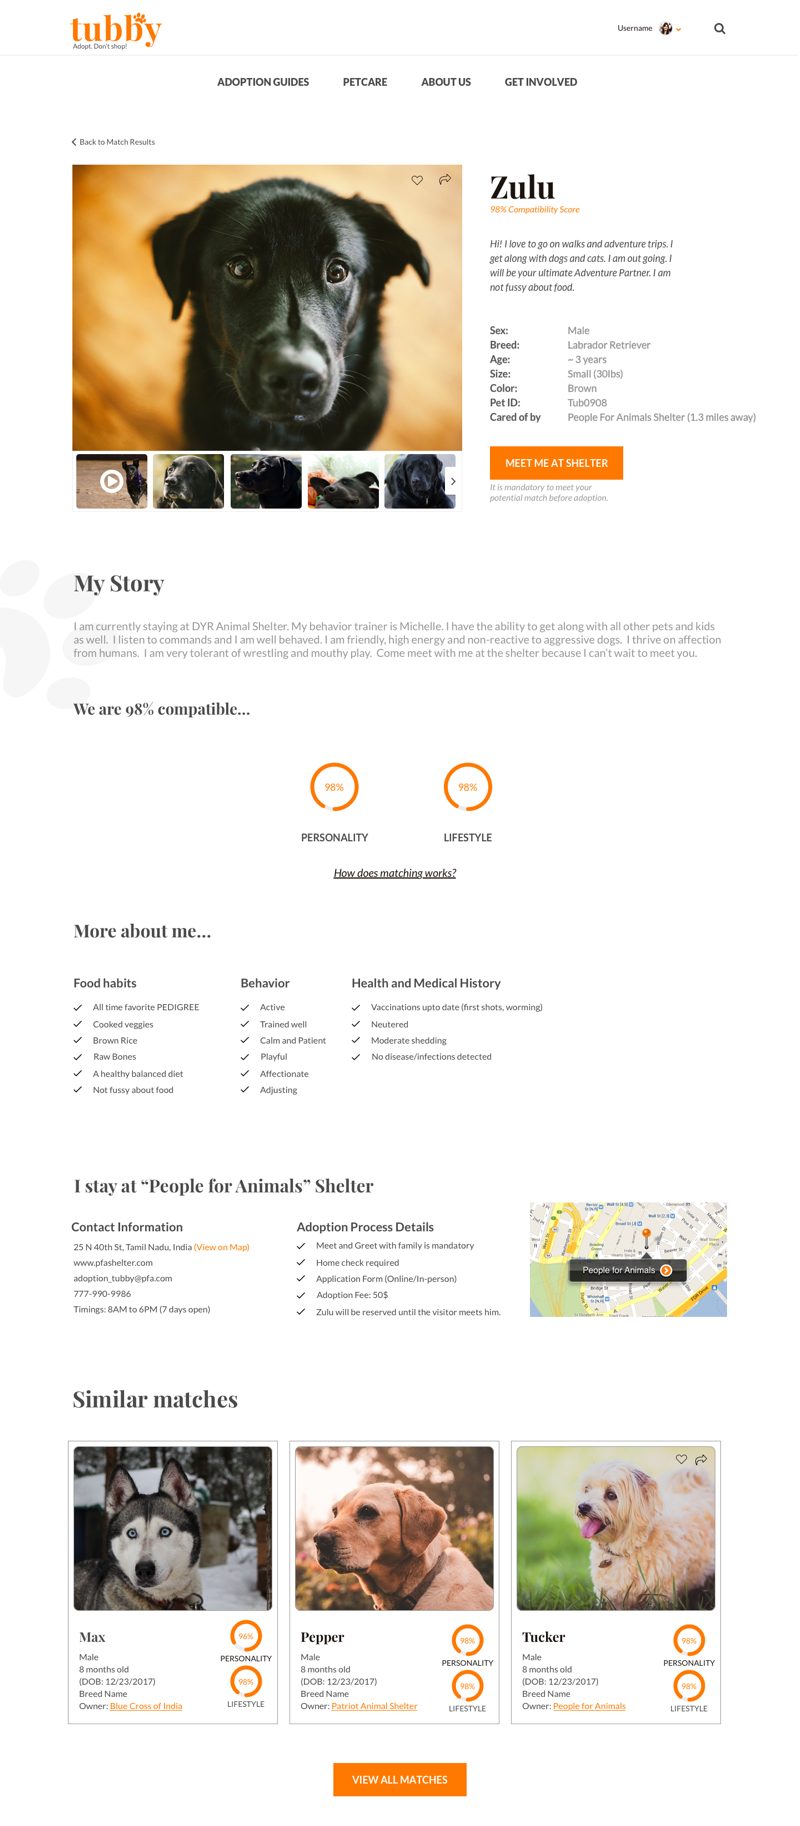 tubby
Adopt. Don't shop!
Username
ADOPTION GUIDES
PETCARE
ABOUT US
GET INVOLVED
Back to Match Results
Zulu
98% Compatibility Score
Hi! I love to go on walks and adventure trips. I
get along with dogs and cats. I am out going. I
will be your ultimate Adventure Partner. I am
not fussy about food.
Sex: Male
Breed: Labrador Retriever
Age: ~ 3 years
Size: Small (30lbs)
Color: Brown
Pet ID: Tub0908
Cared of by People For Animals Shelter (1.3 miles away)
MEET ME AT SHELTER
It is mandatory to meet your
potential match before adoption.
My Story
I am currently staying at DYR Animal Shelter. My behavior trainer is Michelle. I have the ability to get along with all other pets and kids
as well. I listen to commands and I am well behaved. I am friendly, high energy and non-reactive to aggressive dogs. I thrive on affection
from humans. I am very tolerant of wrestling and mouthy play. Come meet with me at the shelter because I can't wait to meet you.
We are 98% compatible...
98%
98%
PERSONALITY
LIFESTYLE
How does matching works?
More about me...
Food habits
All time favorite PEDIGREE
Cooked veggies
Brown Rice
Raw Bones
A healthy balanced diet
Not fussy about food
Behavior
Active
Trained well
Calm and Patient
Playful
Affectionate
Adjusting
Health and Medical History
Vaccinations upto date (first shots, worming)
Neutered
Moderate shedding
No disease/infections detected
I stay at “People for Animals” Shelter
Contact Information
25 N 40th St, Tamil Nadu, India (View on Map)
www.pfashelter.com
adoption_tubby@pfa.com
777-990-9986
Timings: 8AM to 6PM (7 days open)
Adoption Process Details
Meet and Greet with family is mandatory
Home check required
Application Form (Online/In-person)
Adoption Fee: 50$
Zulu will be reserved until the visitor meets him.
People for Animals
Similar matches
Max
Male
8 months old
(DOB: 12/23/2017)
Breed Name
Owner: Blue Cross of India
96%
PERSONALITY
98%
LIFESTYLE
Pepper
Male
8 months old
(DOB: 12/23/2017)
Breed Name
Owner: Patriot Animal Shelter
98%
PERSONALITY
98%
LIFESTYLE
Tucker
Male
8 months old
(DOB: 12/23/2017)
Breed Name
Owner: People for Animals
98%
PERSONALITY
98%
LIFESTYLE
VIEW ALL MATCHES